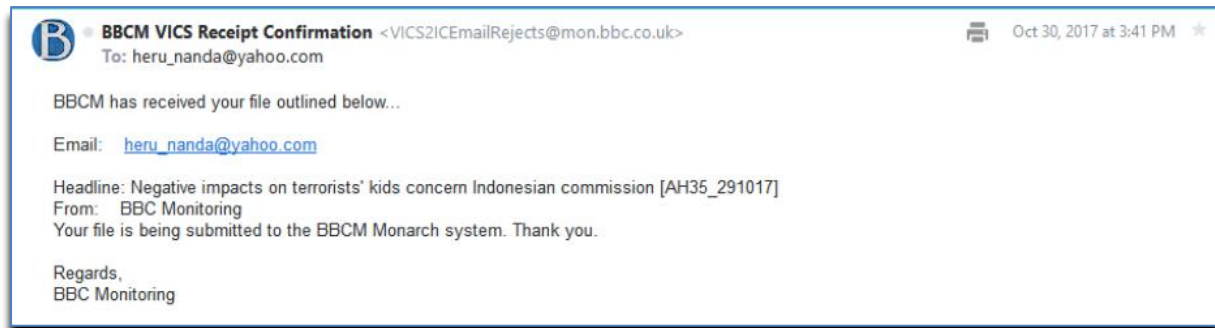 B
BBCM VICS Receipt Confirmation <VICS2ICEmailRejects@mon.bbc.co.uk> Oct 30, 2017 at 3:41 PM
To: heru_nanda@yahoo.com
BBCM has received your file outlined below...
Email: heru_nanda@yahoo.com
Headline: Negative impacts on terrorists' kids concern Indonesian commission [AH35_291017]
From: BBC Monitoring
Your file is being submitted to the BBCM Monarch system. Thank you.
Regards,
BBC Monitoring